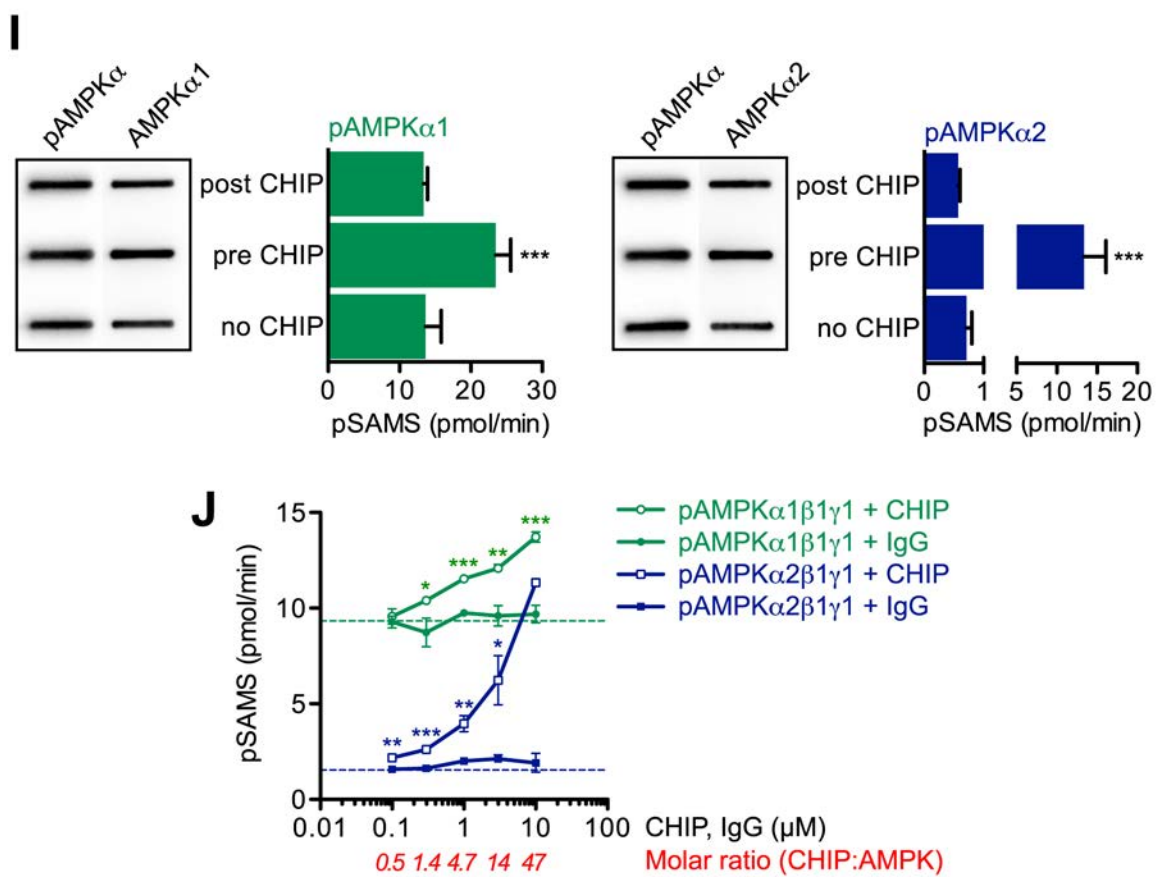 I
pAMPKα AMPKα1
pAMPKα1
post CHIP
pre CHIP ***
no CHIP
0 10 20 30
pSAMS (pmol/min)
pAMPKα AMPKα2
pAMPKα2
post CHIP
pre CHIP ***
no CHIP
0 1 5 10 15 20
pSAMS (pmol/min)
J
pSAMS (pmol/min)
15
10
5
0
* *** ** ***
** *** ** *
0.01 0.1 1 10 100 CHIP, IgG (µM)
0.5 1.4 4.7 14 47 Molar ratio (CHIP:AMPK)
pAMPKα1β1γ1 + CHIP
pAMPKα1β1γ1 + IgG
pAMPKα2β1γ1 + CHIP
pAMPKα2β1γ1 + IgG